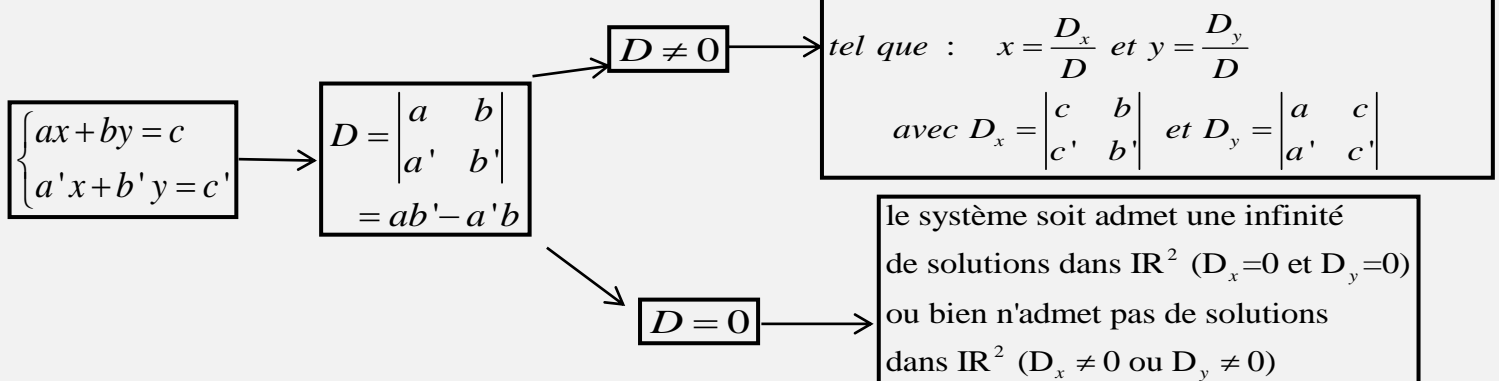 D ≠ 0
tel que : x = D_x / D et y = D_y / D
avec D_x = |c b; c' b'| et D_y = |a c; a' c'|
{ax + by = c
a'x + b'y = c'
D = |a b; a' b'|
= ab' − a'b
D = 0
le système soit admet une infinité
de solutions dans IR² (D_x=0 et D_y=0)
ou bien n'admet pas de solutions
dans IR² (D_x ≠ 0 ou D_y ≠ 0)